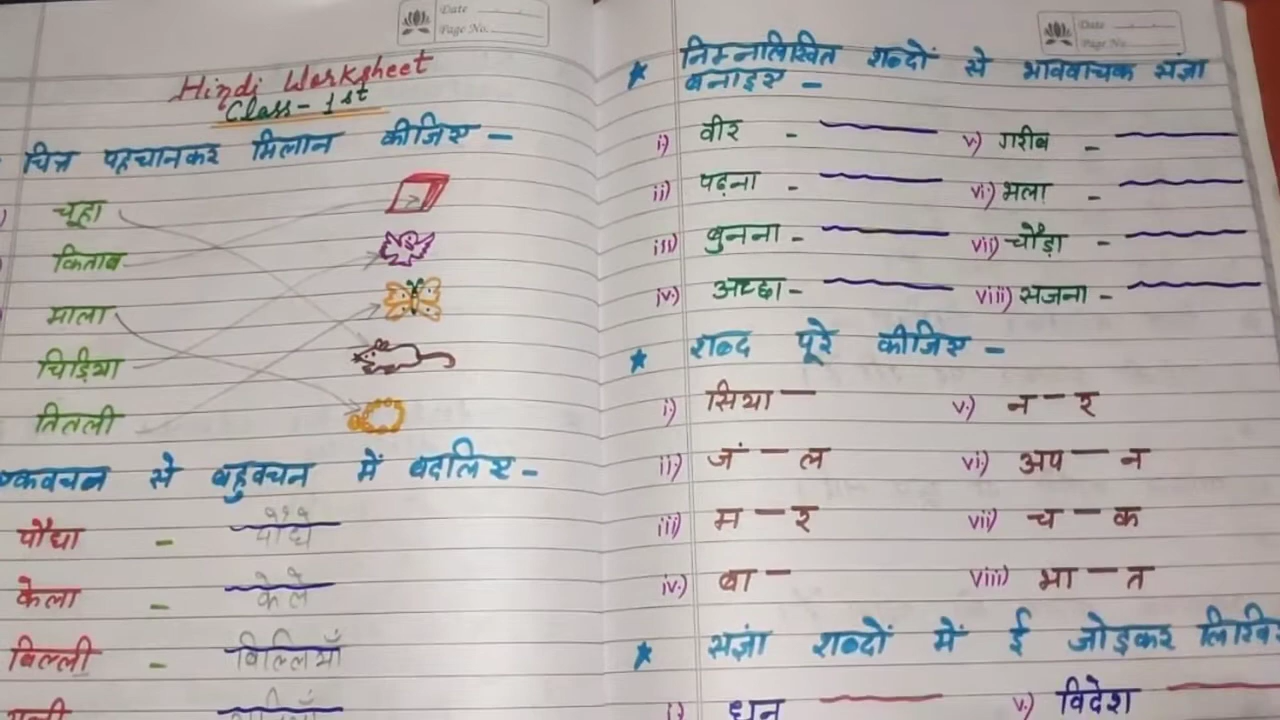 Date
Page No.
Hindi Worksheet
Class - 1st
चित्र पहचानकर मिलान कीजिए -
चूहा
किताब
माला
चिड़िया
तितली
एकवचन से बहुवचन में बदलिए -
पौधा - पौधे
केला - केले
बिल्ली - बिल्लियाँ
Date
Page No.
* निम्नालिखित शब्दों से भाववाचक संज्ञा
बनाइए -
i) वीर - v) गरीब -
ii) पढ़ना - vi) भला -
iii) बुनना - vii) चौड़ा -
iv) अच्छा - viii) सजना -
* शब्द पूरे कीजिए -
i) सिया — v) न — र
ii) जं — ल vi) अप — न
iii) म — र vii) च — क
iv) बा — viii) भा — त
* सज्ञां शब्दों में ई जोड़कर लिखि
i) धन v) विदेश